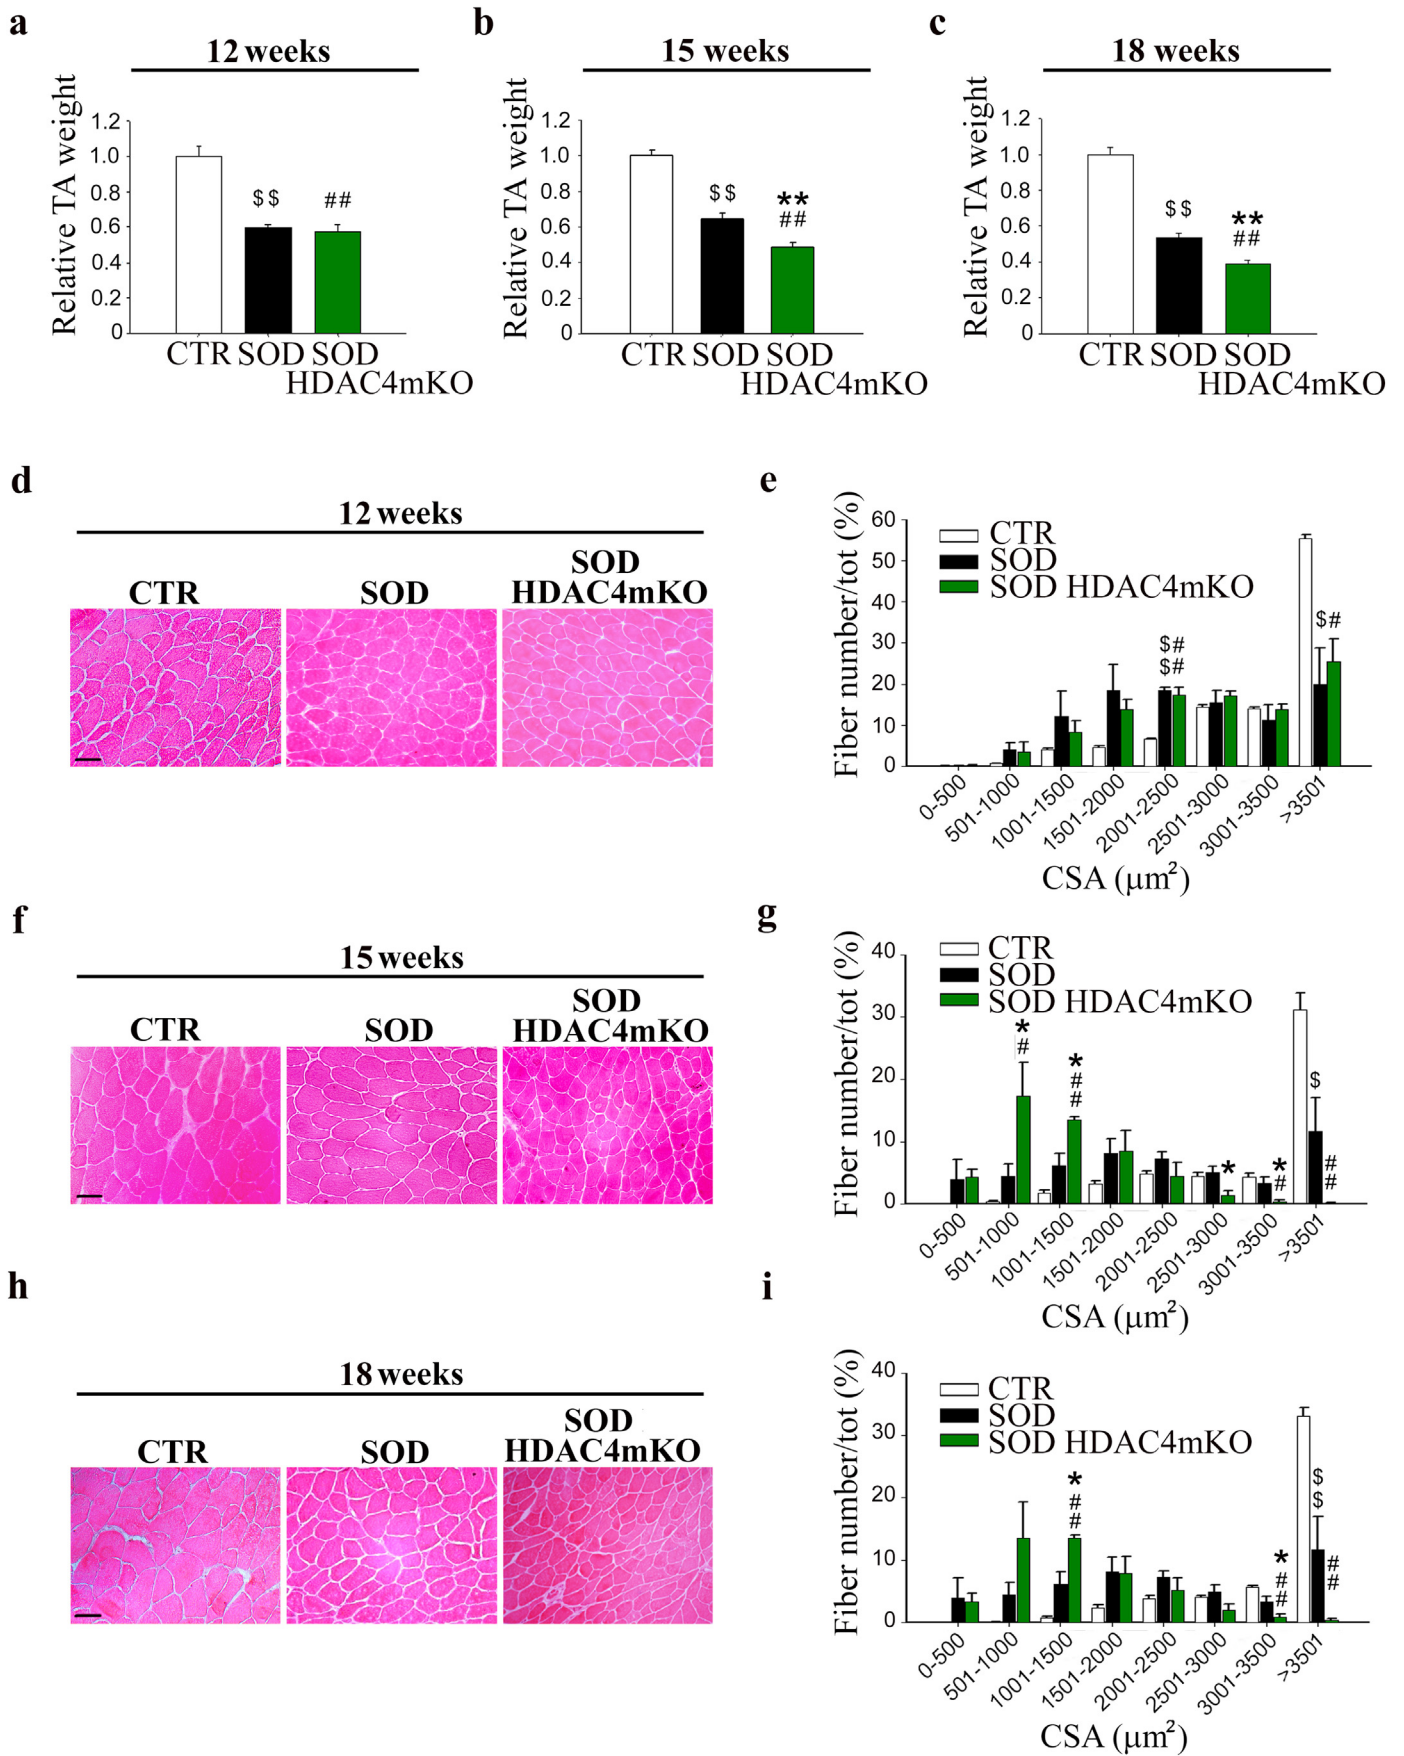 a
12 weeks
Relative TA weight
1.2
1.0
0.8
0.6
0.4
0.2
0
$$
##
CTR SOD SOD
HDAC4mKO
b
15 weeks
Relative TA weight
1.2
1.0
0.8
0.6
0.4
0.2
0
$$
**
##
CTR SOD SOD
HDAC4mKO
c
18 weeks
Relative TA weight
1.2
1.0
0.8
0.6
0.4
0.2
0
$$
**
##
CTR SOD SOD
HDAC4mKO
d
12 weeks
CTR
SOD
SOD
HDAC4mKO
e
Fiber number/tot (%)
60
50
40
30
20
10
0
CTR
SOD
SOD HDAC4mKO
$#
$#
$#
0-500
501-1000
1001-1500
1501-2000
2001-2500
2501-3000
3001-3500
>3501
CSA (μm²)
f
15 weeks
CTR
SOD
SOD
HDAC4mKO
g
Fiber number/tot (%)
40
30
20
10
0
CTR
SOD
SOD HDAC4mKO
*
#
*
#
#
*
*
#
$
#
#
0-500
501-1000
1001-1500
1501-2000
2001-2500
2501-3000
3001-3500
>3501
CSA (μm²)
h
18 weeks
CTR
SOD
SOD
HDAC4mKO
i
Fiber number/tot (%)
40
30
20
10
0
CTR
SOD
SOD HDAC4mKO
*
#
#
*
#
#
$
$
#
#
0-500
501-1000
1001-1500
1501-2000
2001-2500
2501-3000
3001-3500
>3501
CSA (μm²)